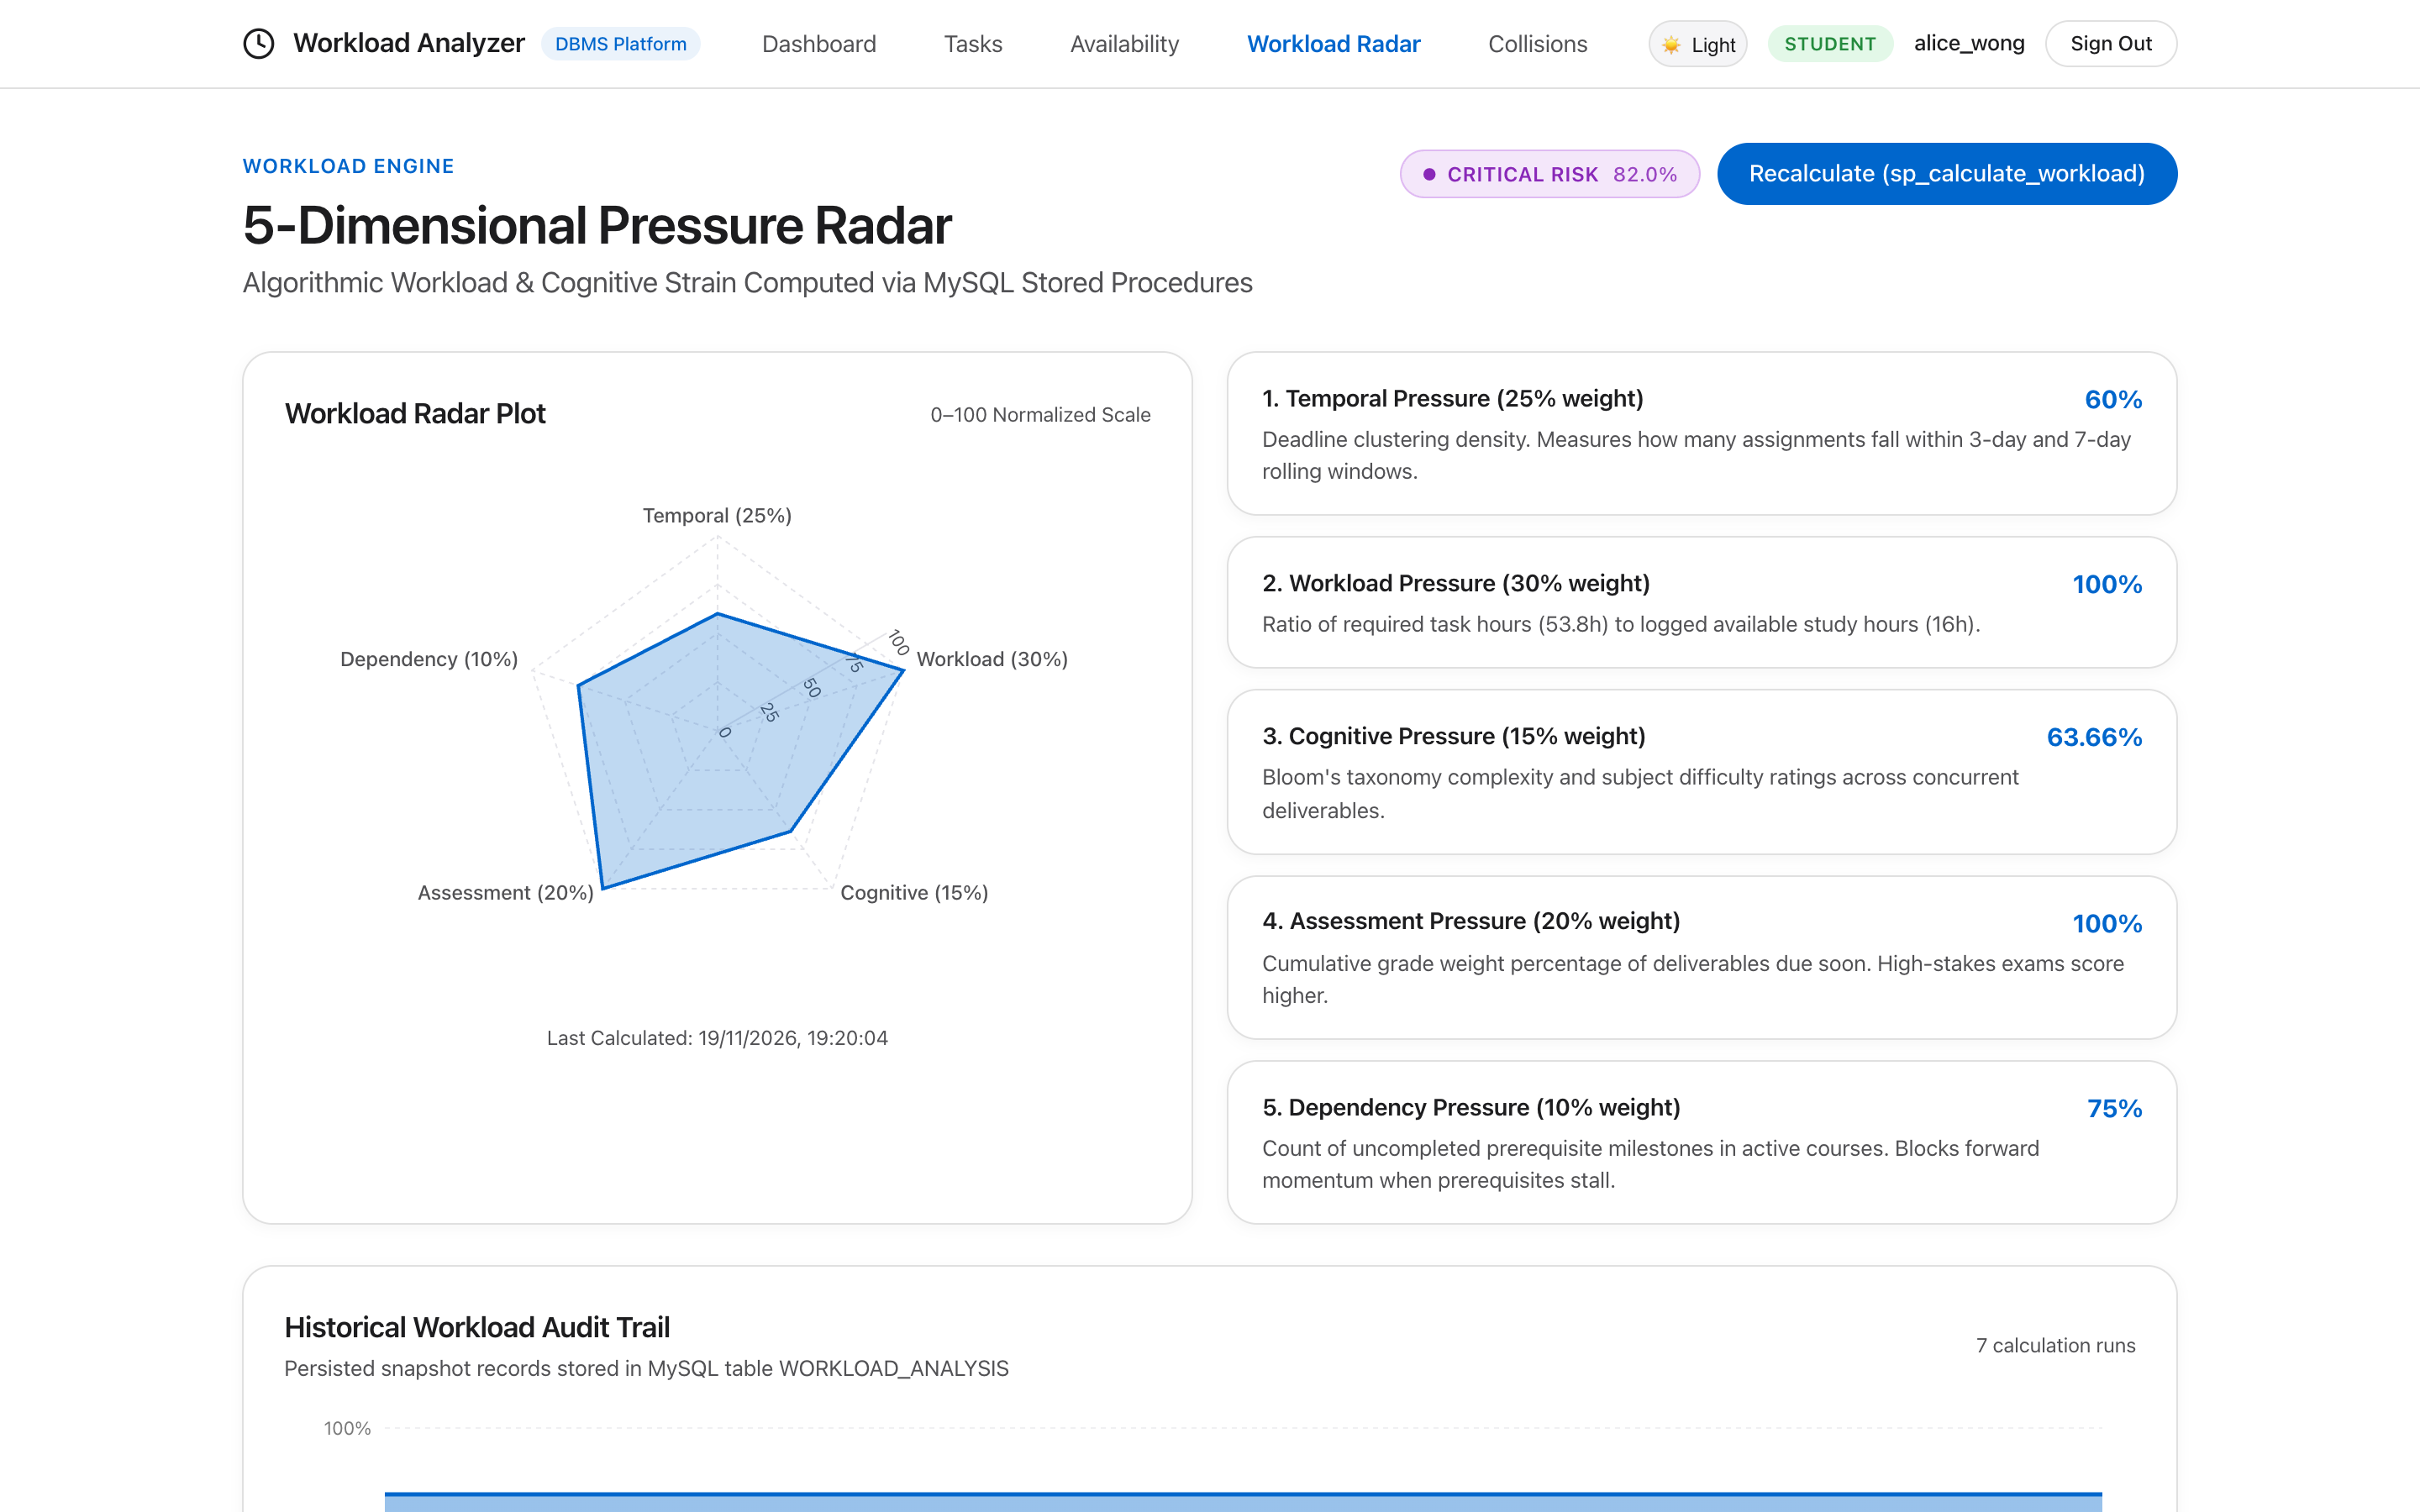 Workload Analyzer DBMS Platform Dashboard Tasks Availability Workload Radar Collisions Light STUDENT alice_wong Sign Out
WORKLOAD ENGINE
5-Dimensional Pressure Radar
Algorithmic Workload & Cognitive Strain Computed via MySQL Stored Procedures
CRITICAL RISK 82.0% Recalculate (sp_calculate_workload)
Workload Radar Plot 0–100 Normalized Scale
Temporal (25%)
Workload (30%)
Cognitive (15%)
Assessment (20%)
Dependency (10%)
0
25
50
75
100
Last Calculated: 19/11/2026, 19:20:04
1. Temporal Pressure (25% weight) 60%
Deadline clustering density. Measures how many assignments fall within 3-day and 7-day
rolling windows.
2. Workload Pressure (30% weight) 100%
Ratio of required task hours (53.8h) to logged available study hours (16h).
3. Cognitive Pressure (15% weight) 63.66%
Bloom's taxonomy complexity and subject difficulty ratings across concurrent
deliverables.
4. Assessment Pressure (20% weight) 100%
Cumulative grade weight percentage of deliverables due soon. High-stakes exams score
higher.
5. Dependency Pressure (10% weight) 75%
Count of uncompleted prerequisite milestones in active courses. Blocks forward
momentum when prerequisites stall.
Historical Workload Audit Trail
Persisted snapshot records stored in MySQL table WORKLOAD_ANALYSIS
7 calculation runs
100%